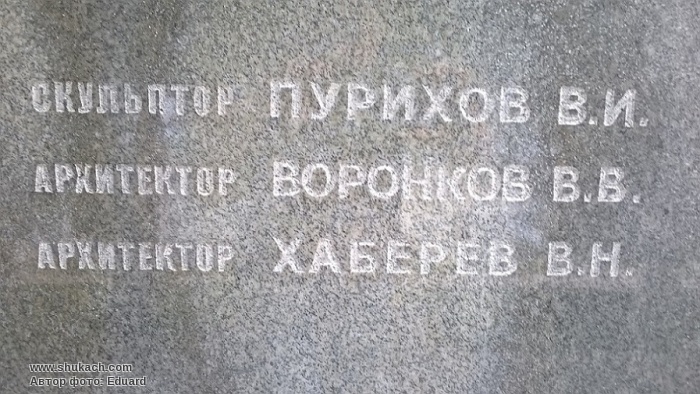 СКУЛЬПТОР ПУРИХОВ В.И.
АРХИТЕКТОР ВОРОНКОВ В.В.
АРХИТЕКТОР ХАБЕРЕВ В.Н.
www.shukach.com
Автор фото: Eduard